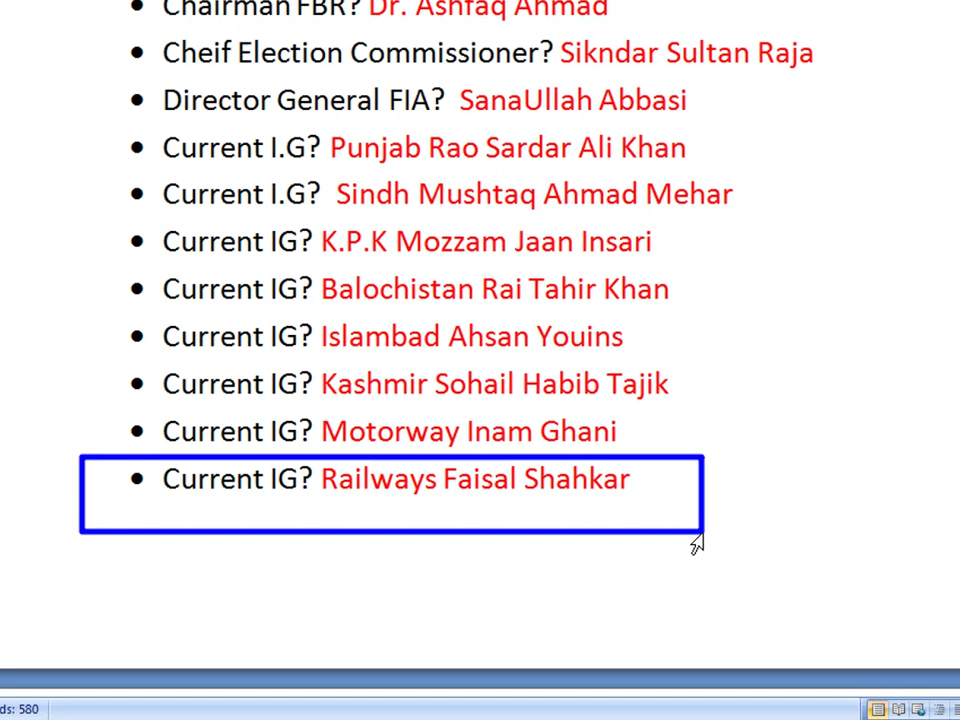 Chairman FBR? Dr. Ashfaq Ahmad
• Cheif Election Commissioner? Sikndar Sultan Raja
• Director General FIA? SanaUllah Abbasi
• Current I.G? Punjab Rao Sardar Ali Khan
• Current I.G? Sindh Mushtaq Ahmad Mehar
• Current IG? K.P.K Mozzam Jaan Insari
• Current IG? Balochistan Rai Tahir Khan
• Current IG? Islambad Ahsan Youins
• Current IG? Kashmir Sohail Habib Tajik
• Current IG? Motorway Inam Ghani
• Current IG? Railways Faisal Shahkar
ds: 580